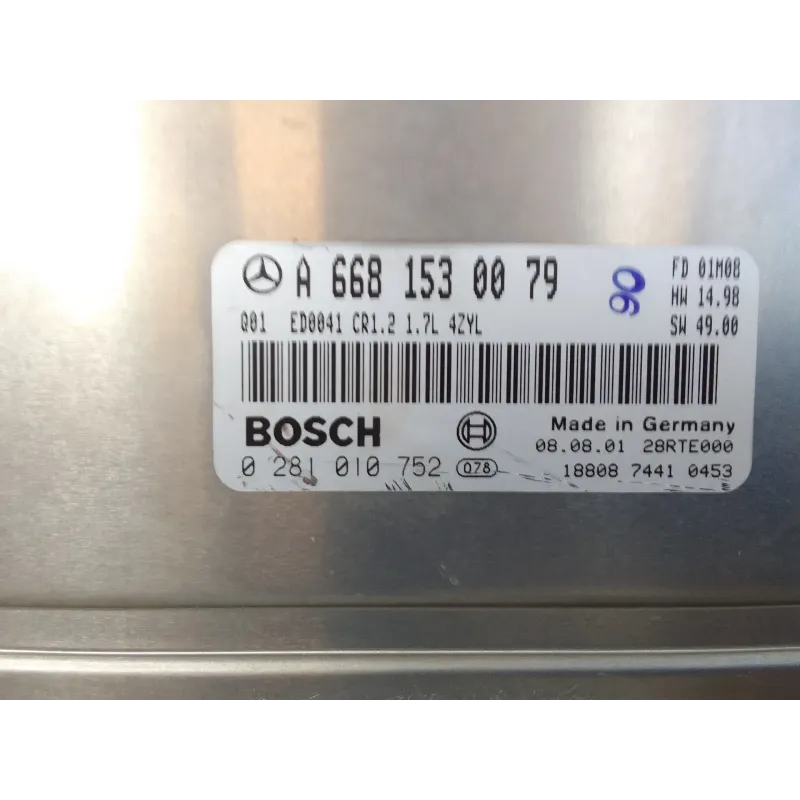 A 668 153 00 79
90
FD 01M08
HW 14.98
SW 49.00
Q01 ED0041 CR1.2 1.7L 4ZYL
BOSCH
Made in Germany
08.08.01 28RTE000
0 281 010 752 Q78
18808 7441 0453